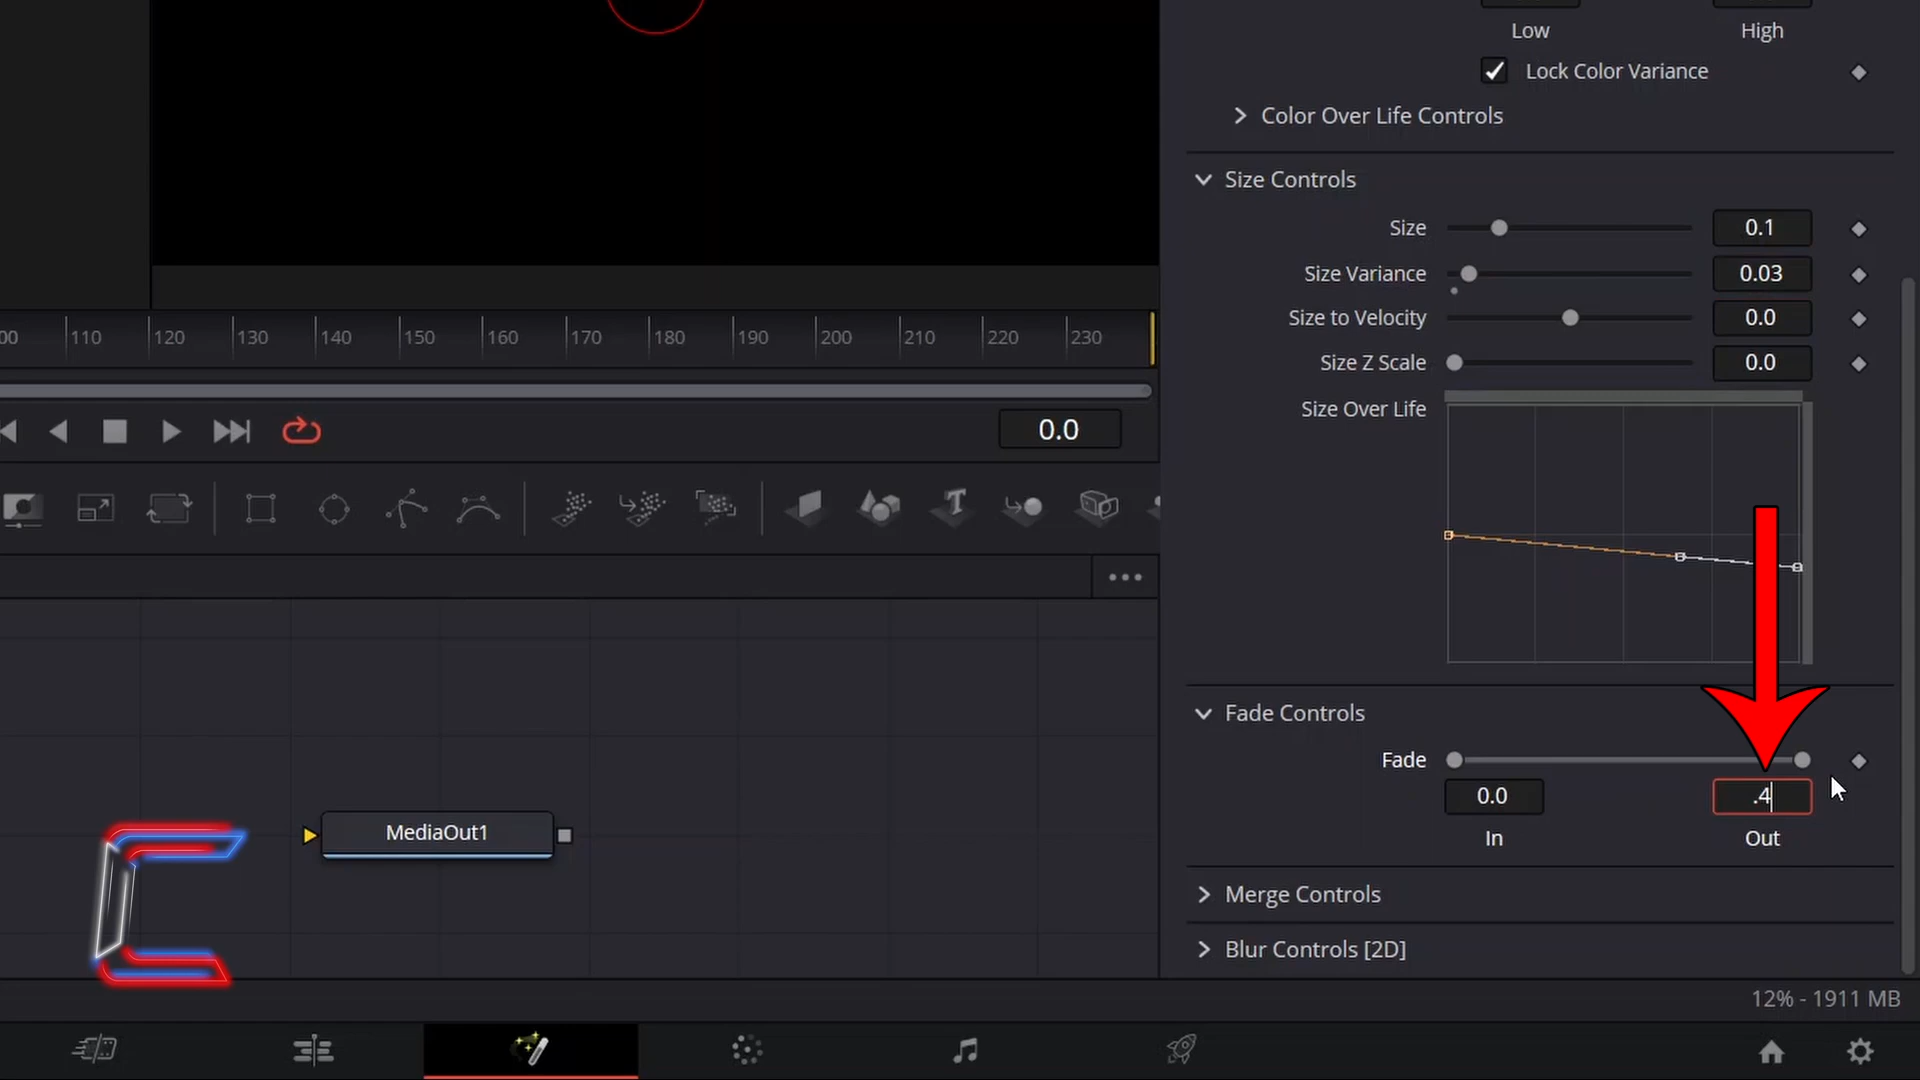 Low High
Lock Color Variance
Color Over Life Controls
Size Controls
Size 0.1
Size Variance 0.03
Size to Velocity 0.0
Size Z Scale 0.0
Size Over Life
00 110 120 130 140 150 160 170 180 190 200 210 220 230
0.0
Fade Controls
Fade
0.0 .4
In Out
MediaOut1
Merge Controls
Blur Controls [2D]
12% - 1911 MB